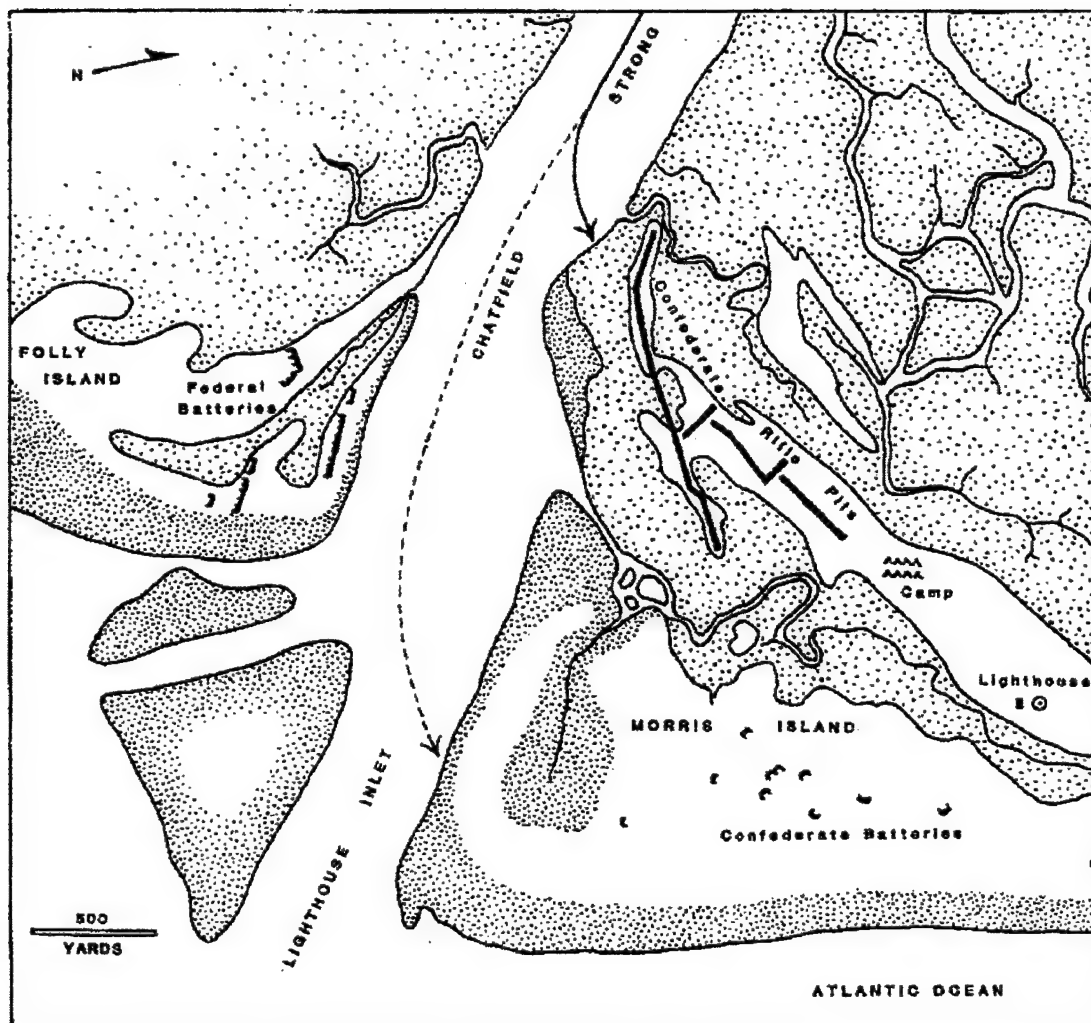 N
STRONG
CHATFIELD
Confederate
Rifle
Pits
FOLLY
ISLAND
Federal
Batteries
Camp
Lighthouse
MORRIS ISLAND
Confederate Batteries
LIGHTHOUSE INLET
500
YARDS
ATLANTIC OCEAN